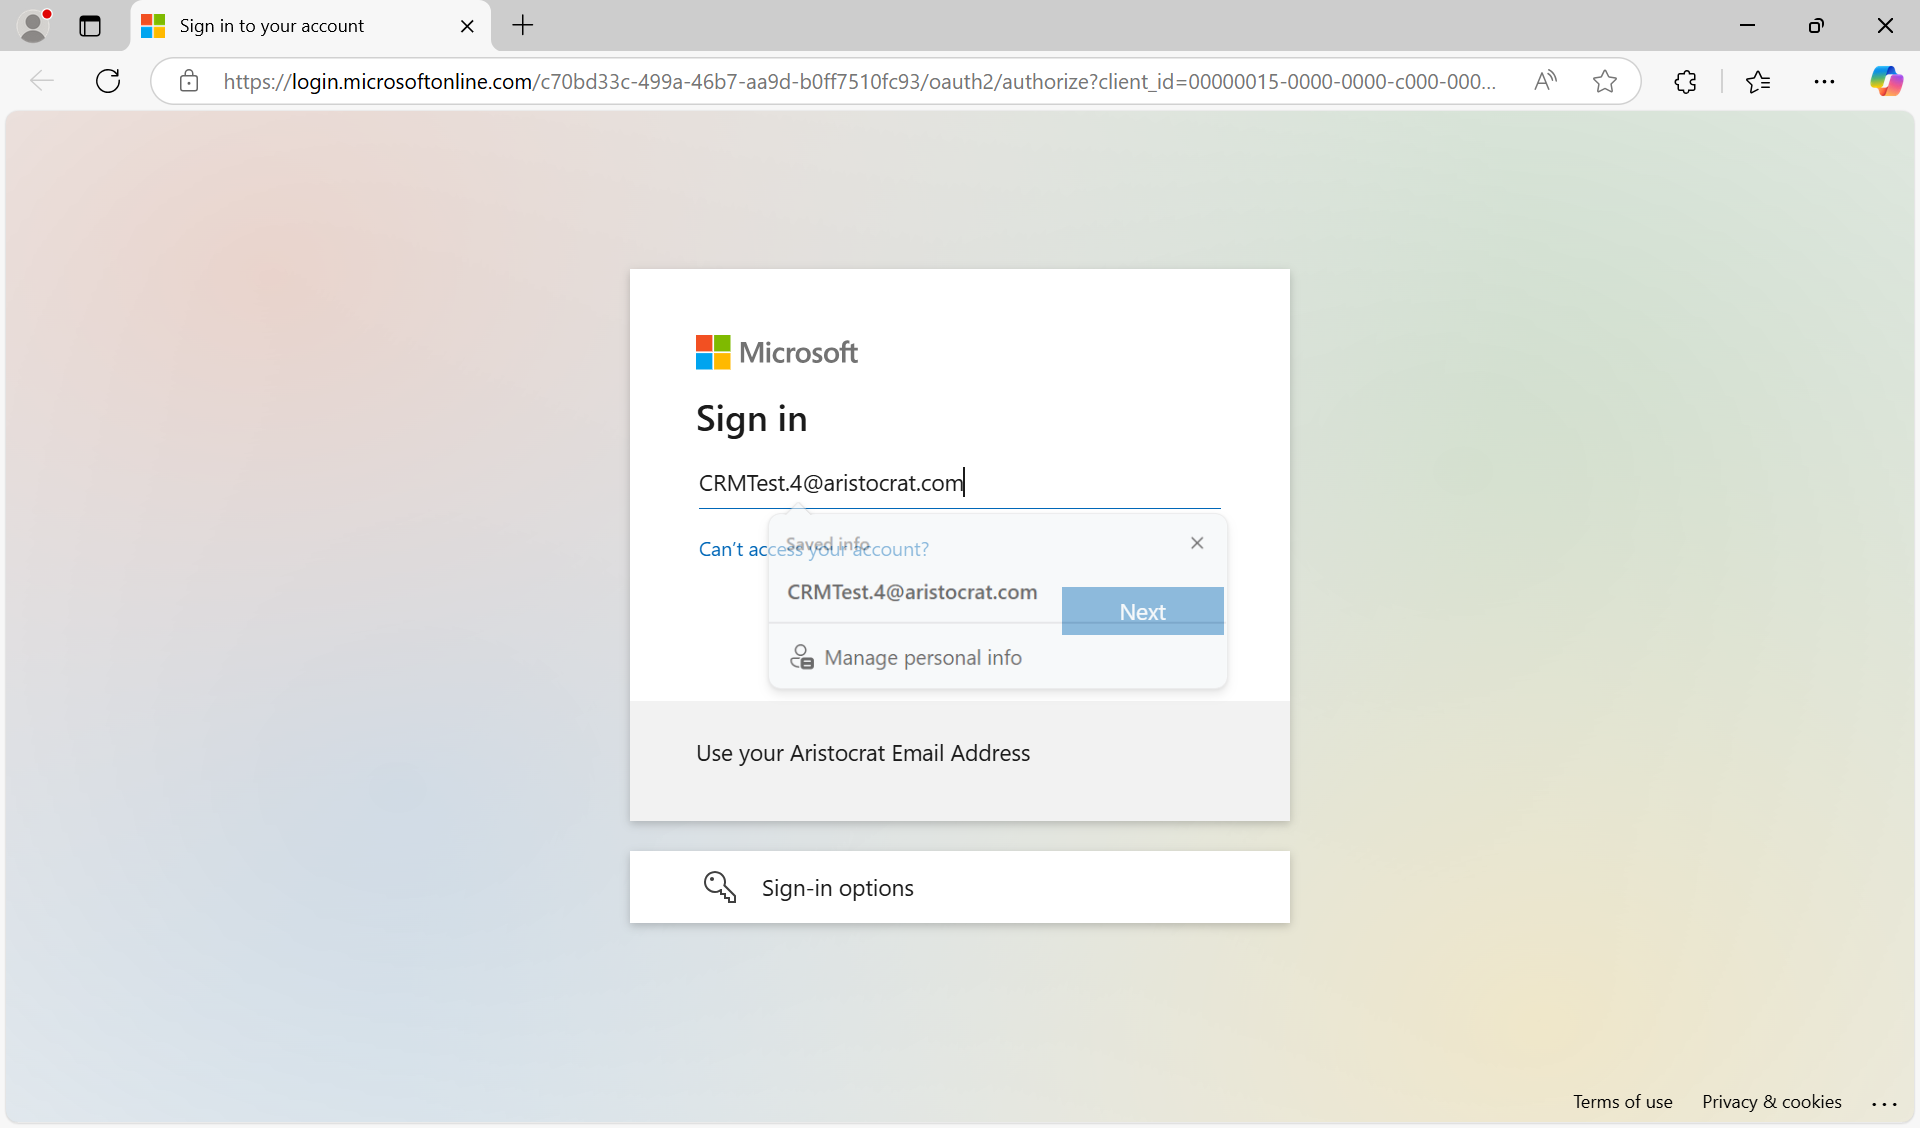 Sign in to your account
https://login.microsoftonline.com/c70bd33c-499a-46b7-aa9d-b0ff7510fc93/oauth2/authorize?client_id=00000015-0000-0000-c000-000...
Microsoft
Sign in
CRMTest.4@aristocrat.com
Can't access your account?
Saved info
CRMTest.4@aristocrat.com
Next
Manage personal info
Use your Aristocrat Email Address
Sign-in options
Terms of use
Privacy & cookies
...